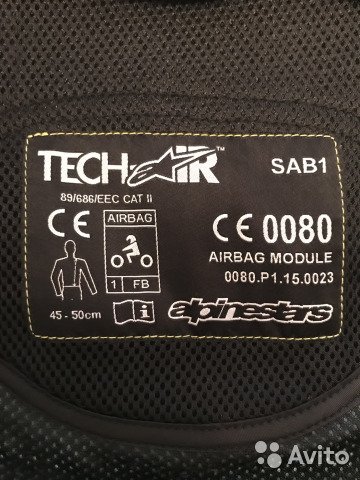 TECH-AIR™
SAB1
89/686/EEC CAT II
CE
AIRBAG
CE 0080
AIRBAG MODULE
0080.P1.15.0023
1 FB
i
45 - 50cm
alpinestars
Avito